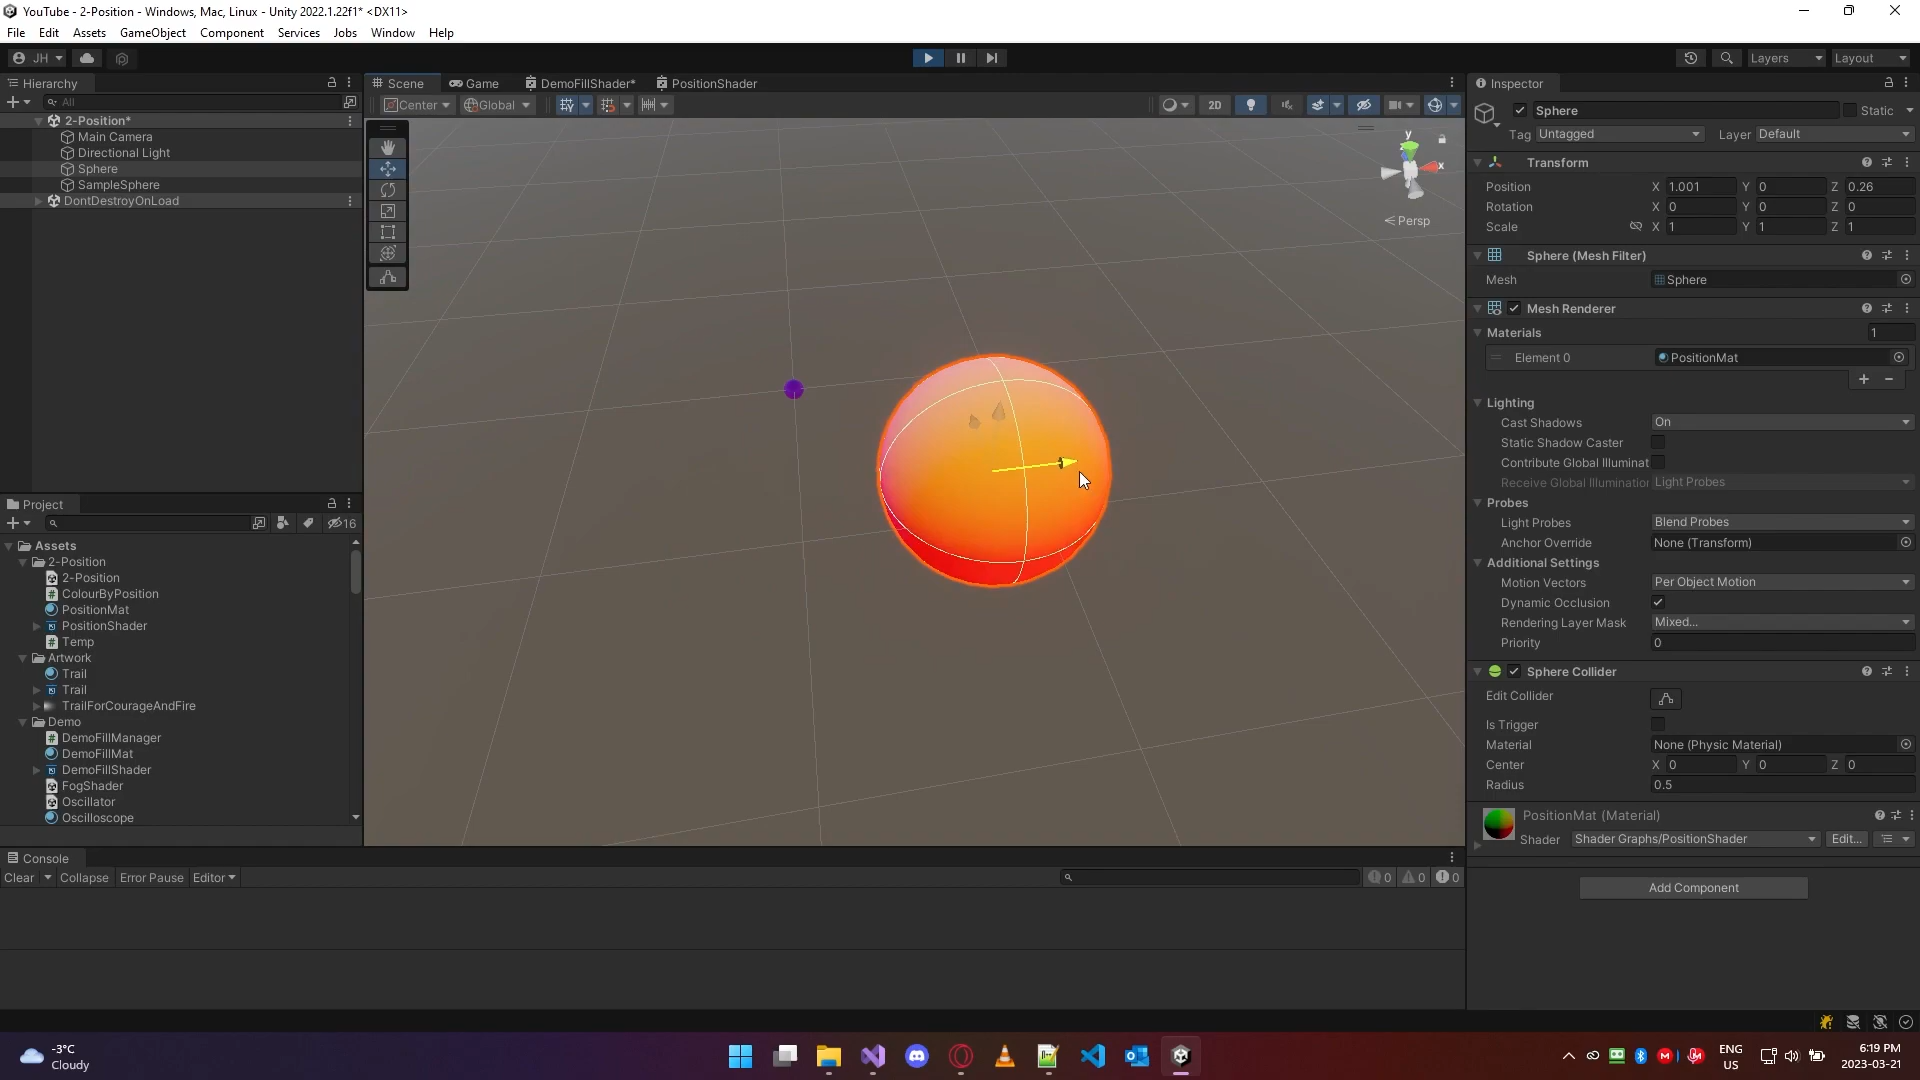 YouTube - 2-Position - Windows, Mac, Linux - Unity 2022.1.22f1* <DX11>
File Edit Assets GameObject Component Services Jobs Window Help
JH
Layers
Layout
Hierarchy
All
2-Position*
Main Camera
Directional Light
Sphere
SampleSphere
DontDestroyOnLoad
Scene
Game
DemoFillShader*
PositionShader
Center
Global
2D
y
x
Persp
Project
16
Assets
2-Position
2-Position
ColourByPosition
PositionMat
PositionShader
Temp
Artwork
Trail
Trail
TrailForCourageAndFire
Demo
DemoFillManager
DemoFillMat
DemoFillShader
FogShader
Oscillator
Oscilloscope
Console
Clear Collapse Error Pause Editor
0 0 0
Inspector
Sphere
Static
Tag Untagged Layer Default
Transform
Position X 1.001 Y 0 Z 0.26
Rotation X 0 Y 0 Z 0
Scale X 1 Y 1 Z 1
Sphere (Mesh Filter)
Mesh Sphere
Mesh Renderer
Materials 1
Element 0 PositionMat
Lighting
Cast Shadows On
Static Shadow Caster
Contribute Global Illuminat
Receive Global Illumination Light Probes
Probes
Light Probes Blend Probes
Anchor Override None (Transform)
Additional Settings
Motion Vectors Per Object Motion
Dynamic Occlusion
Rendering Layer Mask Mixed...
Priority 0
Sphere Collider
Edit Collider
Is Trigger
Material None (Physic Material)
Center X 0 Y 0 Z 0
Radius 0.5
PositionMat (Material)
Shader Shader Graphs/PositionShader Edit...
Add Component
-3°C
Cloudy
ENG
US
6:19 PM
2023-03-21